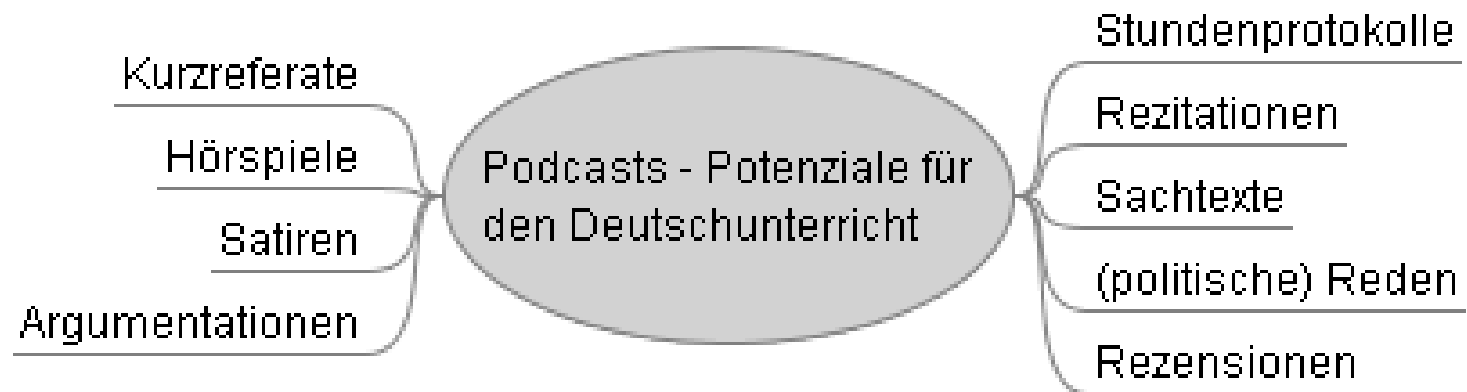 Podcasts - Potenziale für
den Deutschunterricht
Kurzreferate
Hörspiele
Satiren
Argumentationen
Stundenprotokolle
Rezitationen
Sachtexte
(politische) Reden
Rezensionen